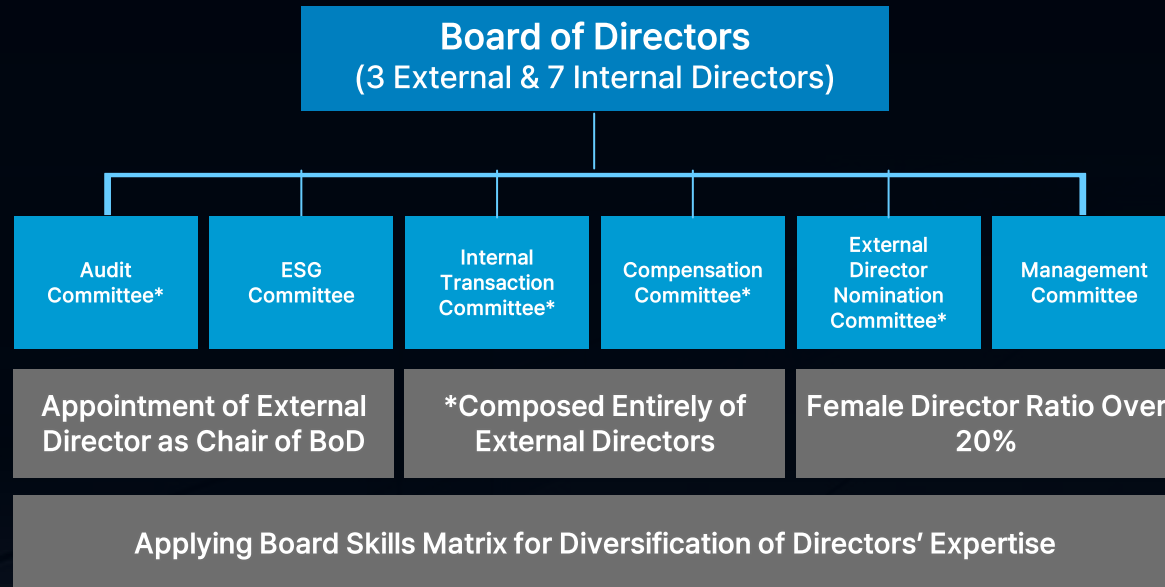 Board of Directors
(3 External & 7 Internal Directors)
Audit
Committee*
ESG
Committee
Internal
Transaction
Committee*
Compensation
Committee*
External
Director
Nomination
Committee*
Management
Committee
Appointment of External
Director as Chair of BoD
*Composed Entirely of
External Directors
Female Director Ratio Over
20%
Applying Board Skills Matrix for Diversification of Directors’ Expertise